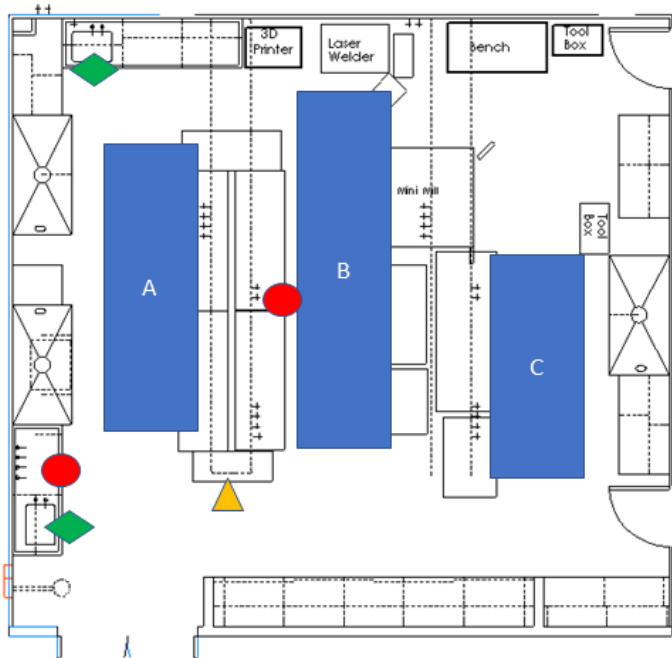 3D
Printer
Laser
Welder
Bench
Tool
Box
Mini Mill
Tool
Box
A
B
C